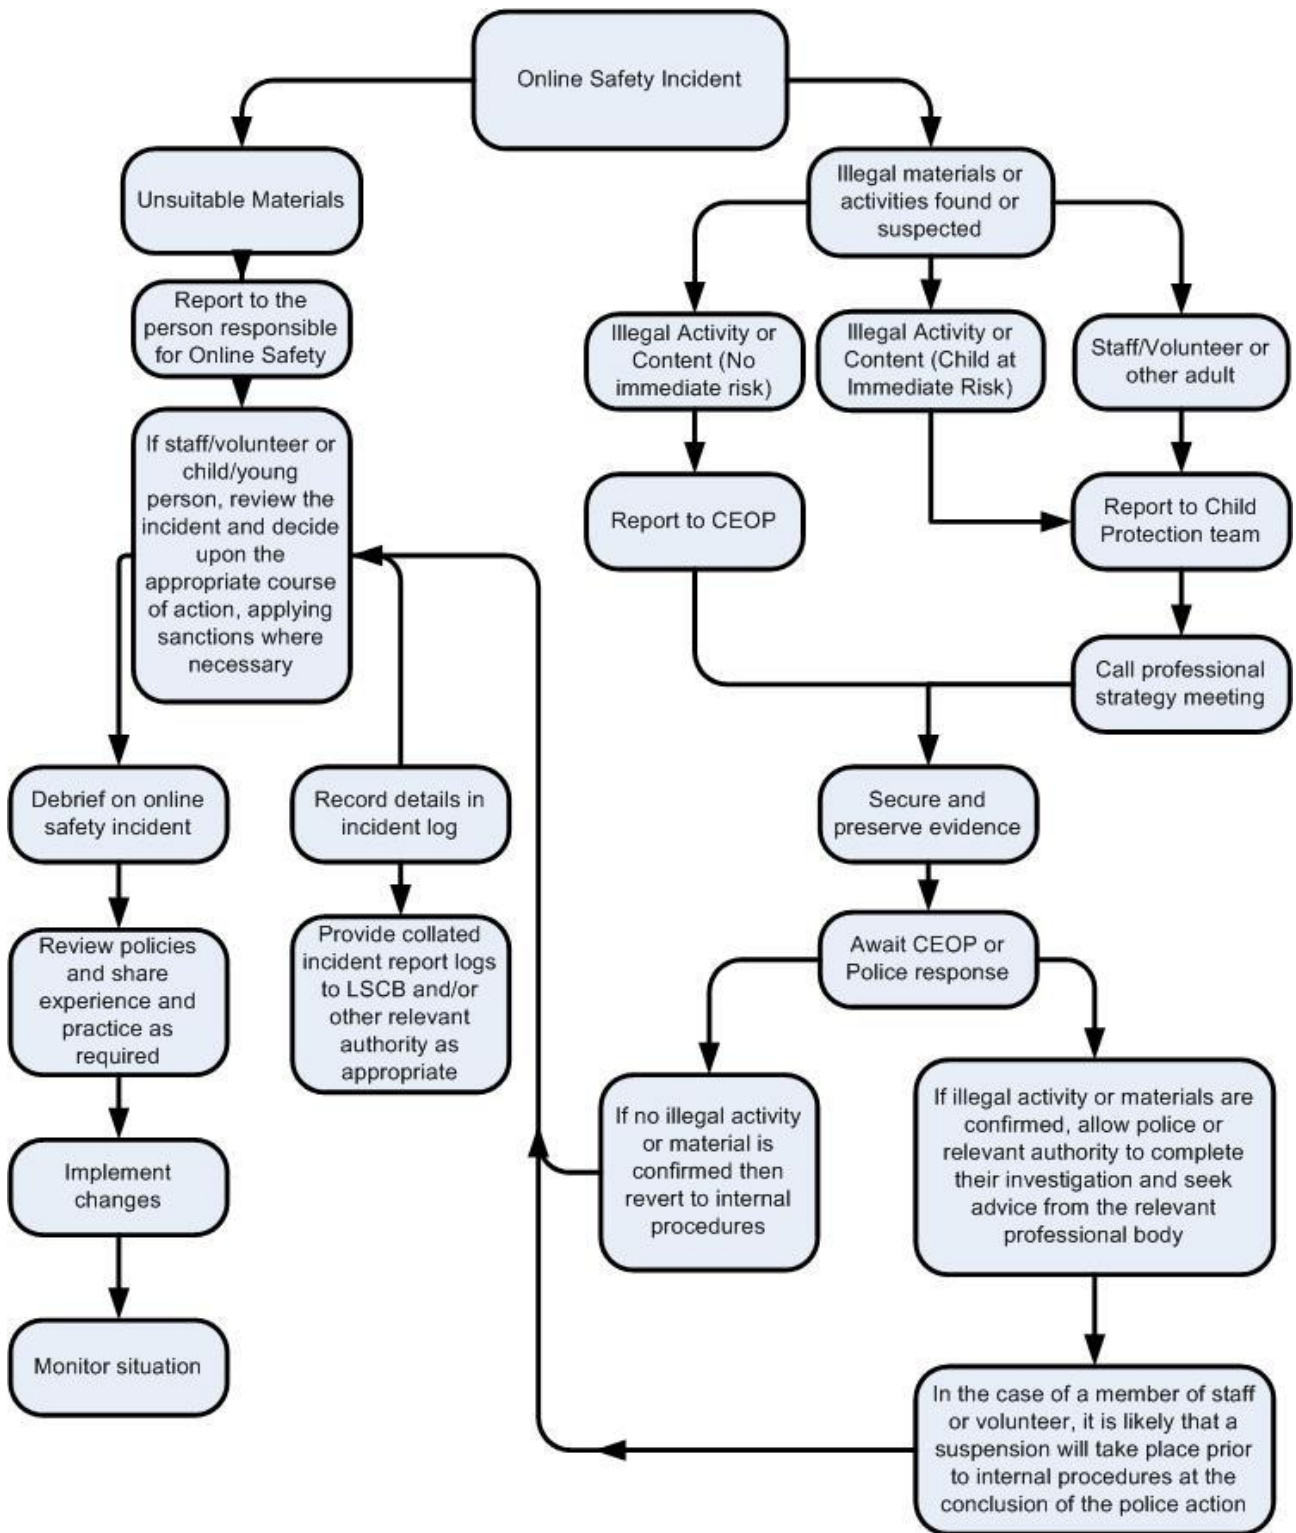 Online Safety Incident
Unsuitable Materials
Illegal materials or
activities found or
suspected
Report to the
person responsible
for Online Safety
Illegal Activity or
Content (No
immediate risk)
Illegal Activity or
Content (Child at
Immediate Risk)
Staff/Volunteer or
other adult
If staff/volunteer or
child/young
person, review the
incident and decide
upon the
appropriate course
of action, applying
sanctions where
necessary
Report to CEOP
Report to Child
Protection team
Call professional
strategy meeting
Debrief on online
safety incident
Record details in
incident log
Secure and
preserve evidence
Review policies
and share
experience and
practice as
required
Provide collated
incident report logs
to LSCB and/or
other relevant
authority as
appropriate
Await CEOP or
Police response
If no illegal activity
or material is
confirmed then
revert to internal
procedures
If illegal activity or materials are
confirmed, allow police or
relevant authority to complete
their investigation and seek
advice from the relevant
professional body
Implement
changes
Monitor situation
In the case of a member of staff
or volunteer, it is likely that a
suspension will take place prior
to internal procedures at the
conclusion of the police action